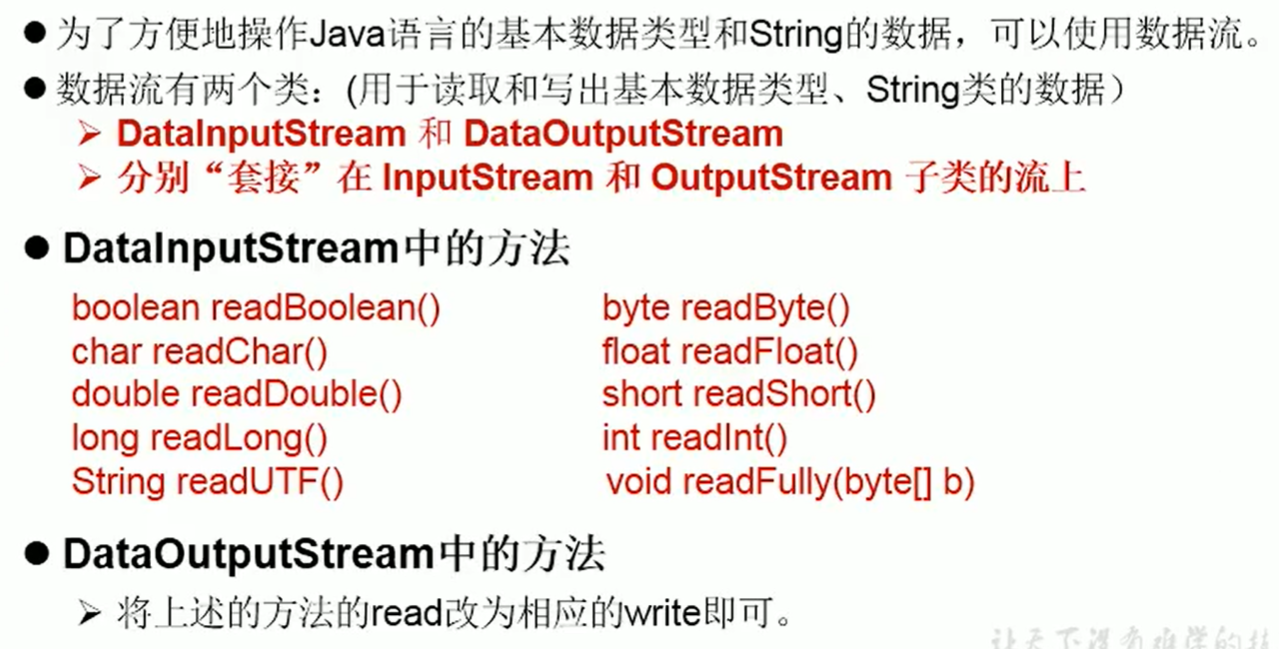 ● 为了方便地操作Java语言的基本数据类型和String的数据，可以使用数据流。
● 数据流有两个类：(用于读取和写出基本数据类型、String类的数据）
➢ DataInputStream 和 DataOutputStream
➢ 分别“套接”在 InputStream 和 OutputStream 子类的流上
● DataInputStream中的方法
boolean readBoolean() byte readByte()
char readChar() float readFloat()
double readDouble() short readShort()
long readLong() int readInt()
String readUTF() void readFully(byte[] b)
● DataOutputStream中的方法
➢ 将上述的方法的read改为相应的write即可。
让天下没有难学的技